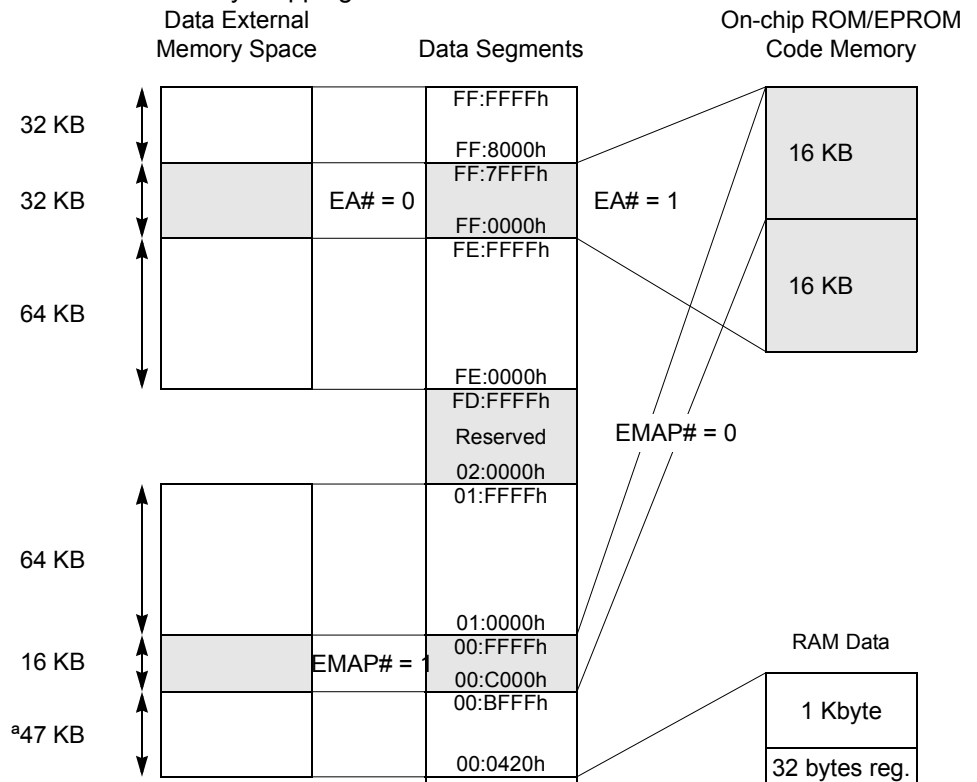 Data External
Memory Space
Data Segments
On-chip ROM/EPROM
Code Memory
32 KB
FF:FFFFh
FF:8000h
16 KB
32 KB
EA# = 0
FF:7FFFh
FF:0000h
EA# = 1
64 KB
FE:FFFFh
FE:0000h
16 KB
FD:FFFFh
Reserved
02:0000h
EMAP# = 0
64 KB
01:FFFFh
01:0000h
16 KB
EMAP# = 1
00:FFFFh
00:C000h
RAM Data
ª47 KB
00:BFFFh
00:0420h
1 Kbyte
32 bytes reg.